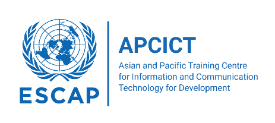 APCICT
Asian and Pacific Training Centre
for Information and Communication
Technology for Development
ESCAP